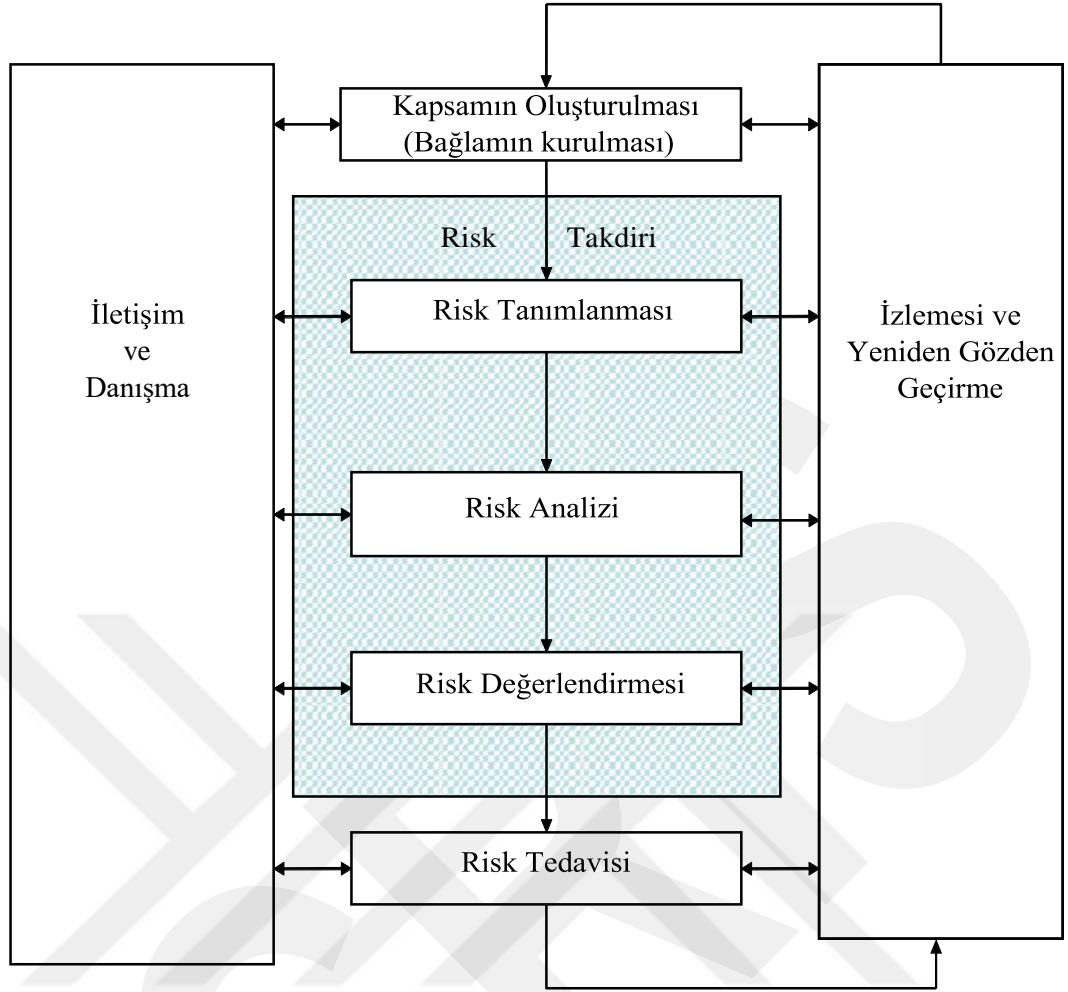 Kapsamın Oluşturulması
(Bağlamın kurulması)
Risk Takdiri
Risk Tanımlanması
İletişim
ve
Danışma
İzlemesi ve
Yeniden Gözden
Geçirme
Risk Analizi
Risk Değerlendirmesi
Risk Tedavisi